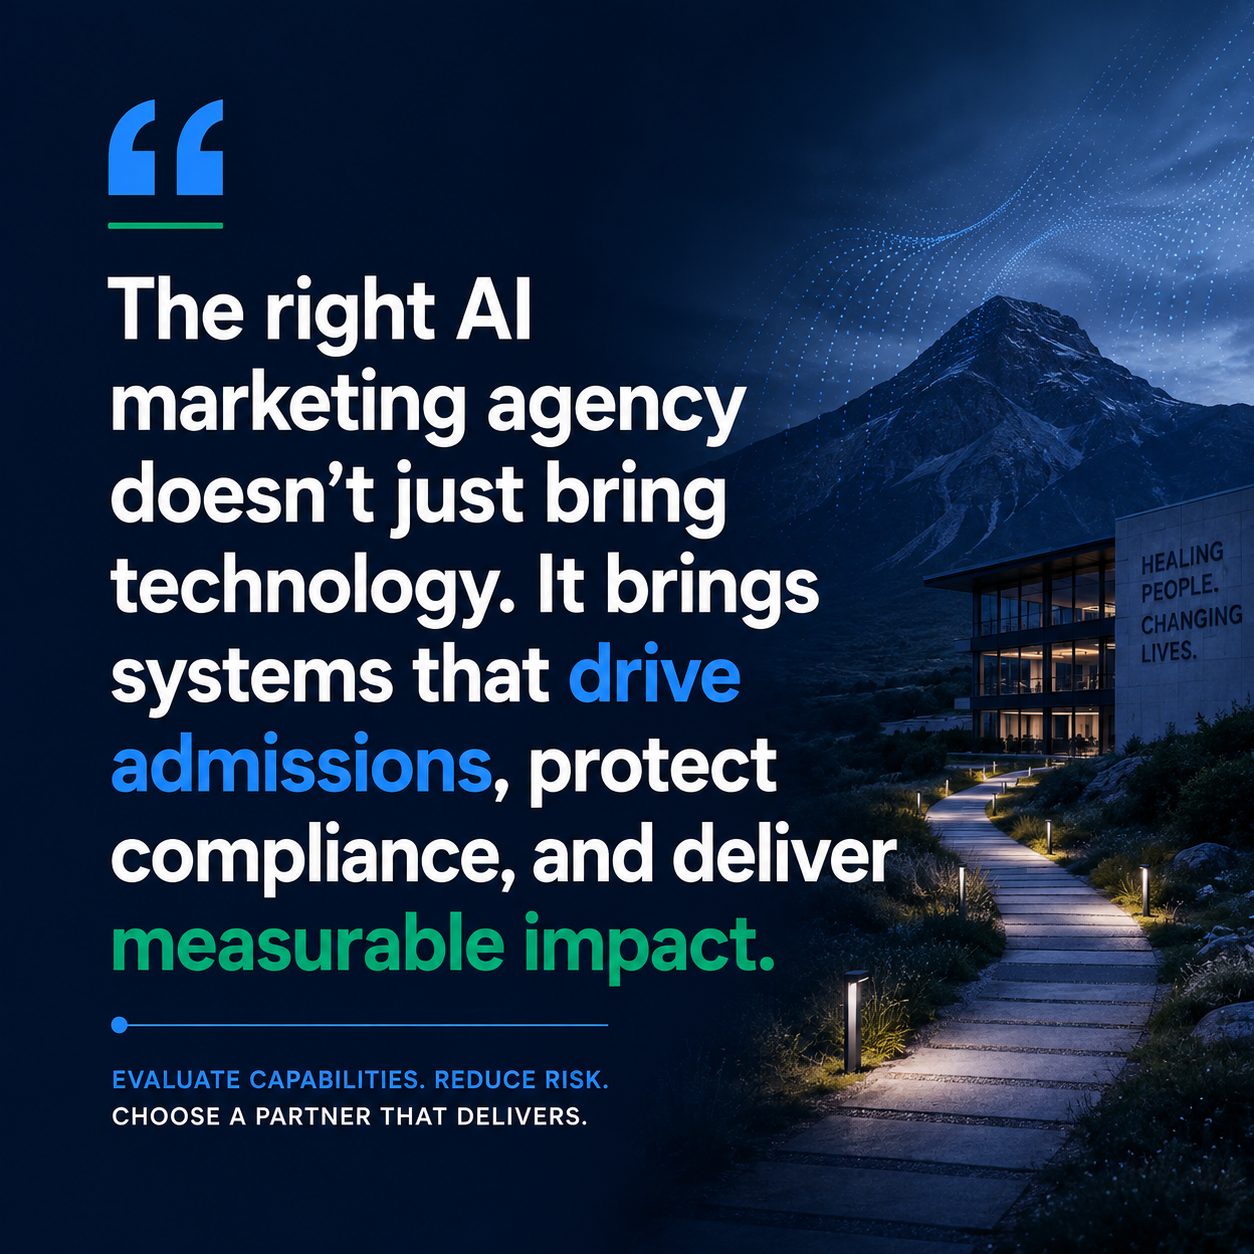 “
The right AI
marketing agency
doesn’t just bring
technology. It brings
systems that drive
admissions, protect
compliance, and deliver
measurable impact.
EVALUATE CAPABILITIES. REDUCE RISK.
CHOOSE A PARTNER THAT DELIVERS.
HEALING
PEOPLE.
CHANGING
LIVES.